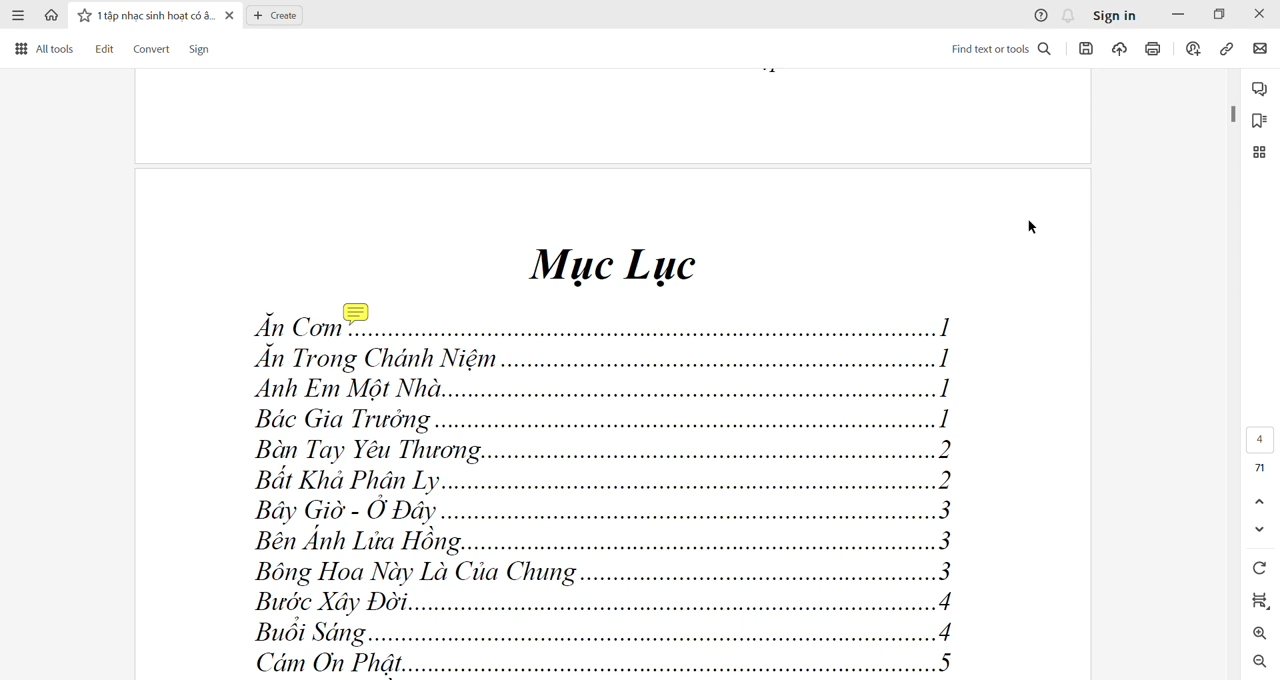 1 tập nhạc sinh hoạt có â...
Create
Sign in
All tools
Edit
Convert
Sign
Find text or tools
Mục Lục
Ăn Cơm.....1
Ăn Trong Chánh Niệm.....1
Anh Em Một Nhà.....1
Bác Gia Trưởng.....1
Bàn Tay Yêu Thương.....2
Bất Khả Phân Ly.....2
Bây Giờ - Ở Đây.....3
Bên Ánh Lửa Hồng.....3
Bông Hoa Này Là Của Chung.....3
Bước Xây Đời.....4
Buổi Sáng.....4
Cám Ơn Phật.....5
4
71